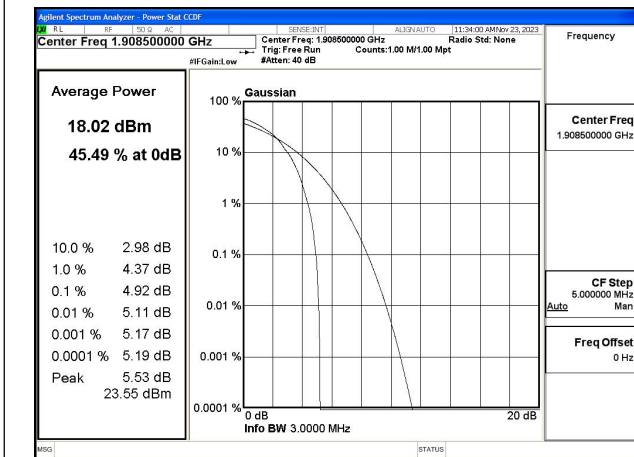 Agilent Spectrum Analyzer - Power Stat CCDF
RL RF 50 Ω AC SENSE:INT ALIGN AUTO 11:34:00 AM Nov 23, 2023
Center Freq 1.908500000 GHz
Center Freq: 1.908500000 GHz Radio Std: None
Trig: Free Run Counts:1.00 M/1.00 Mpt
#IFGain:Low #Atten: 40 dB
Frequency
Average Power
18.02 dBm
45.49 % at 0dB
10.0 % 2.98 dB
1.0 % 4.37 dB
0.1 % 4.92 dB
0.01 % 5.11 dB
0.001 % 5.17 dB
0.0001 % 5.19 dB
Peak 5.53 dB
23.55 dBm
Gaussian
100 %
10 %
1 %
0.1 %
0.01 %
0.001 %
0.0001 %
0 dB 20 dB
Info BW 3.0000 MHz
Center Freq
1.908500000 GHz
CF Step
5.000000 MHz
Auto Man
Freq Offset
0 Hz
MSG STATUS